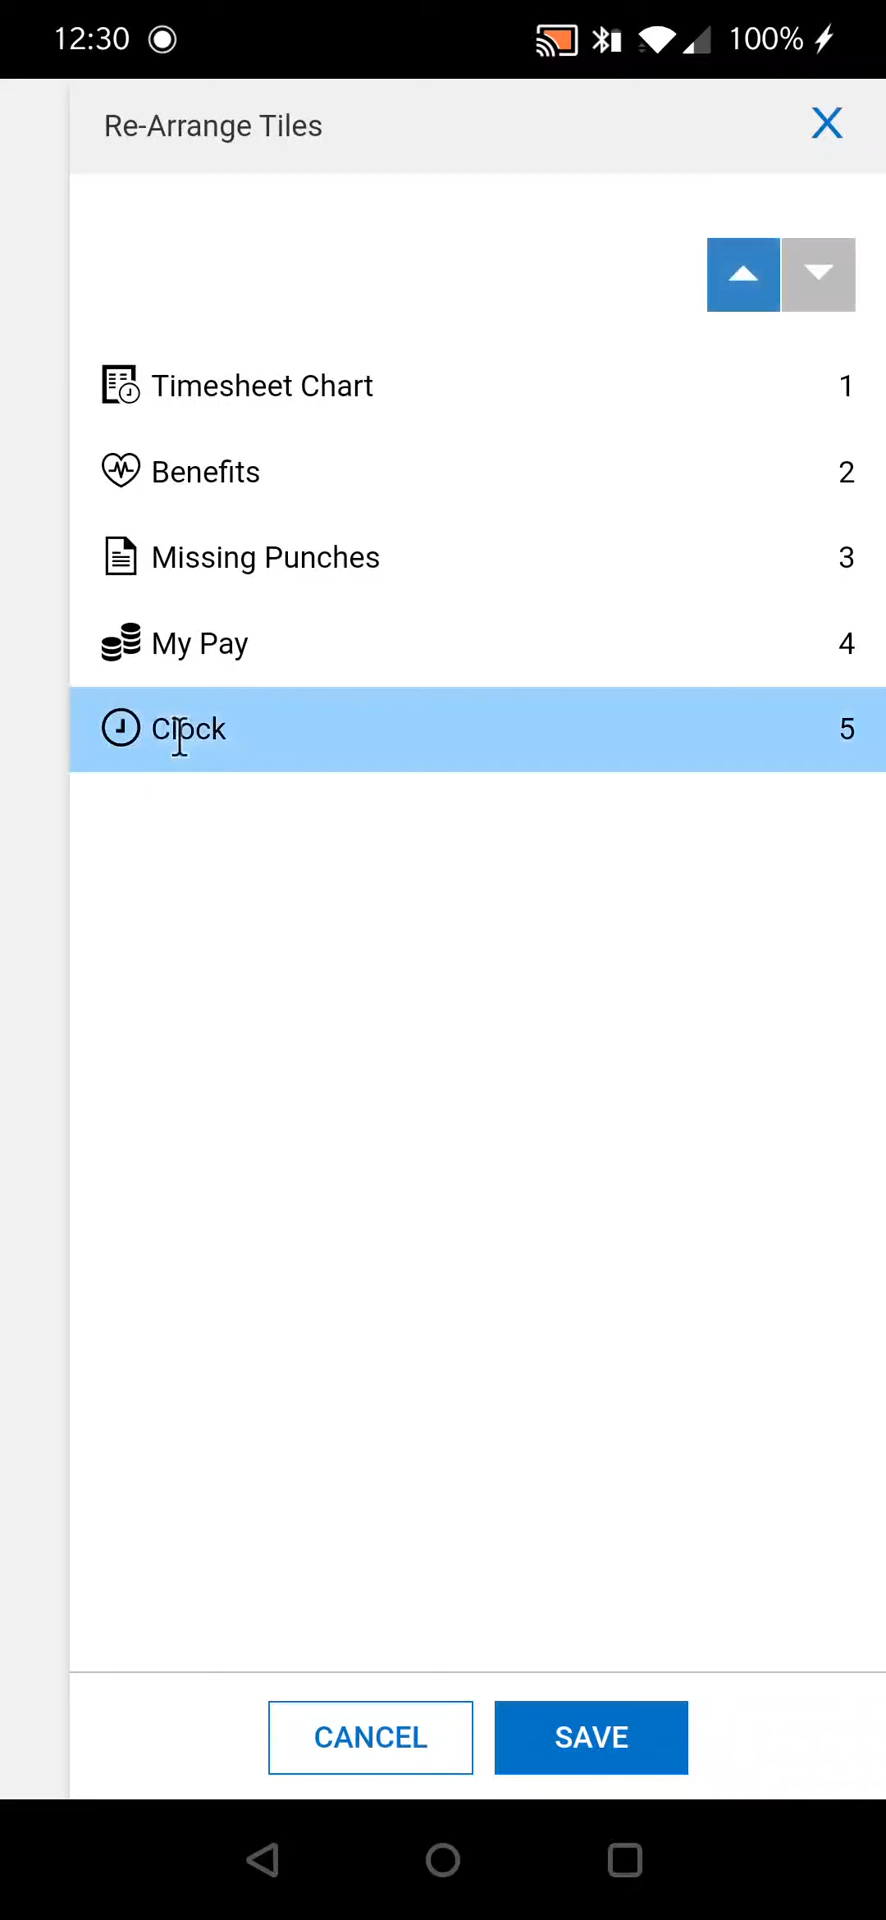 12:30 100%
Re-Arrange Tiles X
Timesheet Chart 1
Benefits 2
Missing Punches 3
My Pay 4
Clock 5
CANCEL SAVE